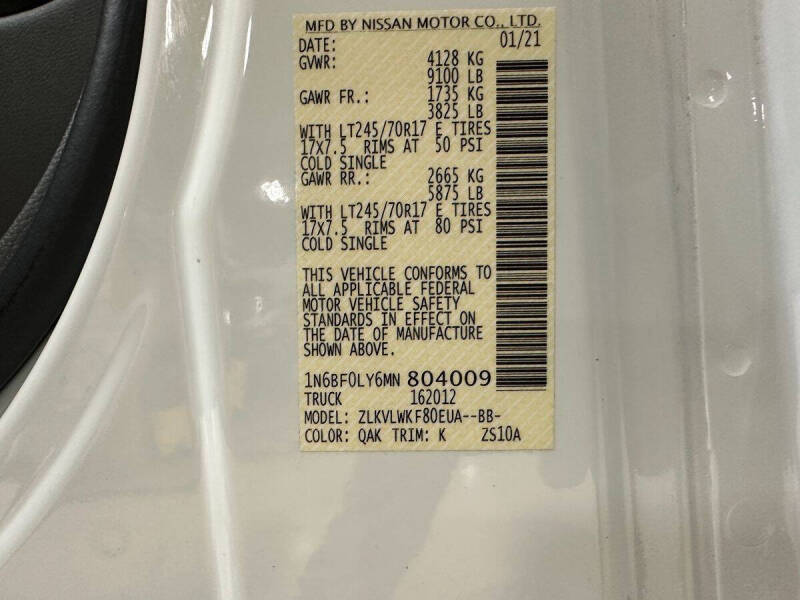 MFD BY NISSAN MOTOR CO., LTD.
DATE: 01/21
GVWR: 4128 KG
9100 LB
GAWR FR.: 1735 KG
3825 LB
WITH LT245/70R17 E TIRES
17x7.5 RIMS AT 50 PSI
COLD SINGLE
GAWR RR.: 2665 KG
5875 LB
WITH LT245/70R17 E TIRES
17x7.5 RIMS AT 80 PSI
COLD SINGLE
THIS VEHICLE CONFORMS TO
ALL APPLICABLE FEDERAL
MOTOR VEHICLE SAFETY
STANDARDS IN EFFECT ON
THE DATE OF MANUFACTURE
SHOWN ABOVE.
1N6BF0LY6MN 804009
TRUCK 162012
MODEL: ZLKVLWKF80EUA--BB-
COLOR: QAK TRIM: K ZS10A